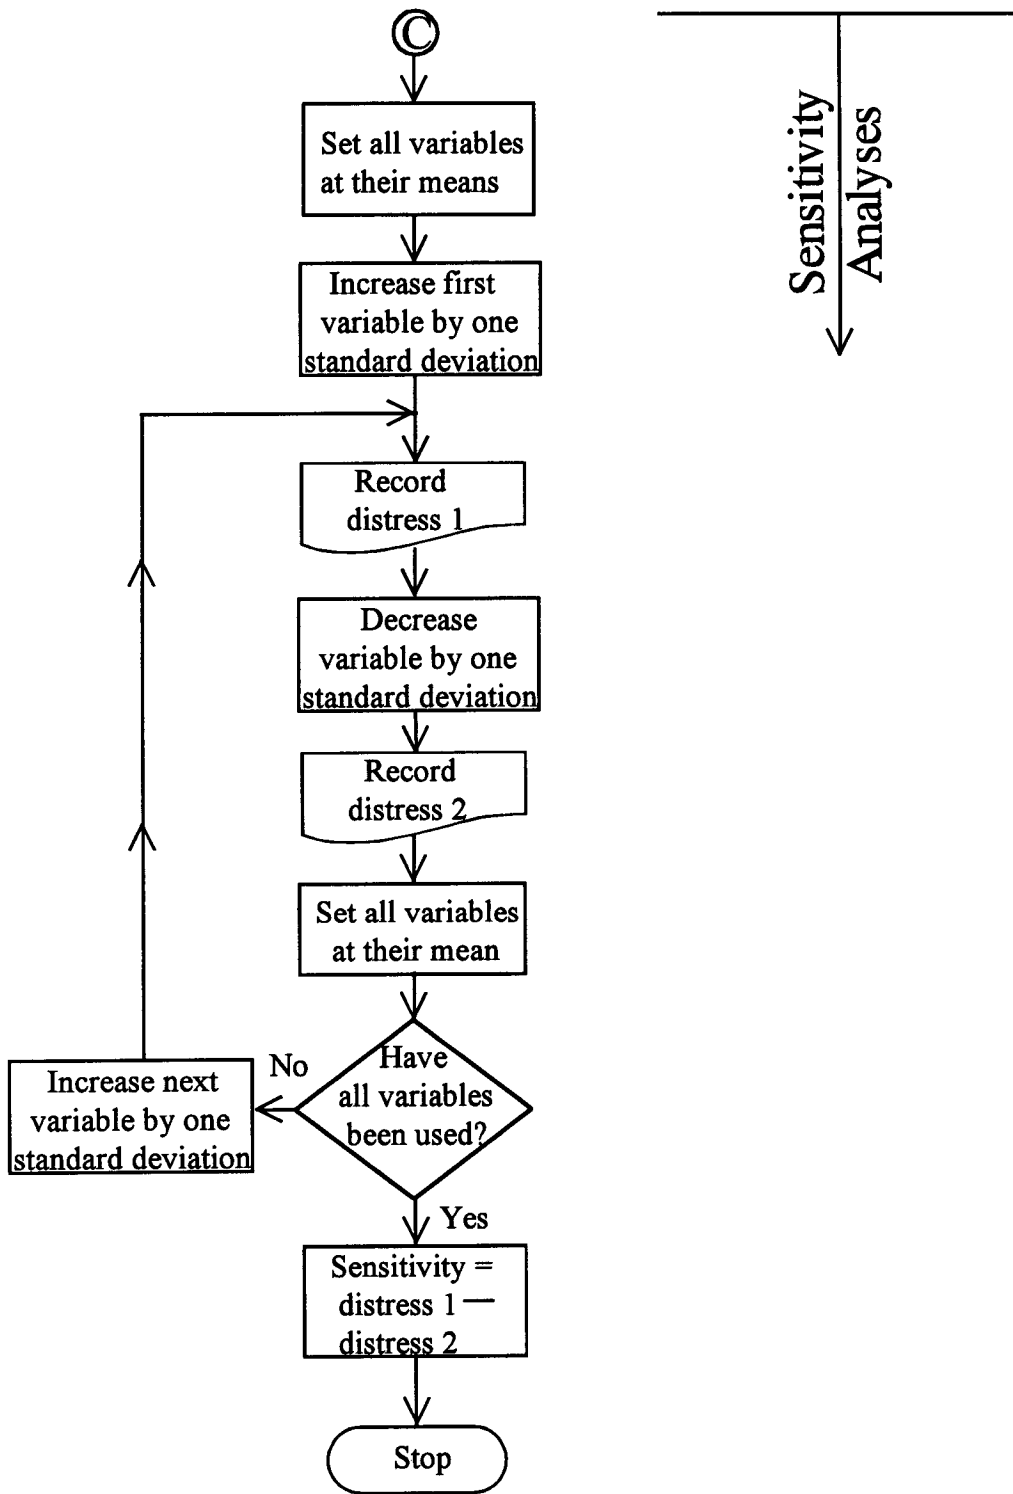 C
Set all variables
at their means
Increase first
variable by one
standard deviation
Record
distress 1
Decrease
variable by one
standard deviation
Record
distress 2
Set all variables
at their mean
Have
all variables
been used?
No
Increase next
variable by one
standard deviation
Yes
Sensitivity =
distress 1 —
distress 2
Stop
Sensitivity
Analyses